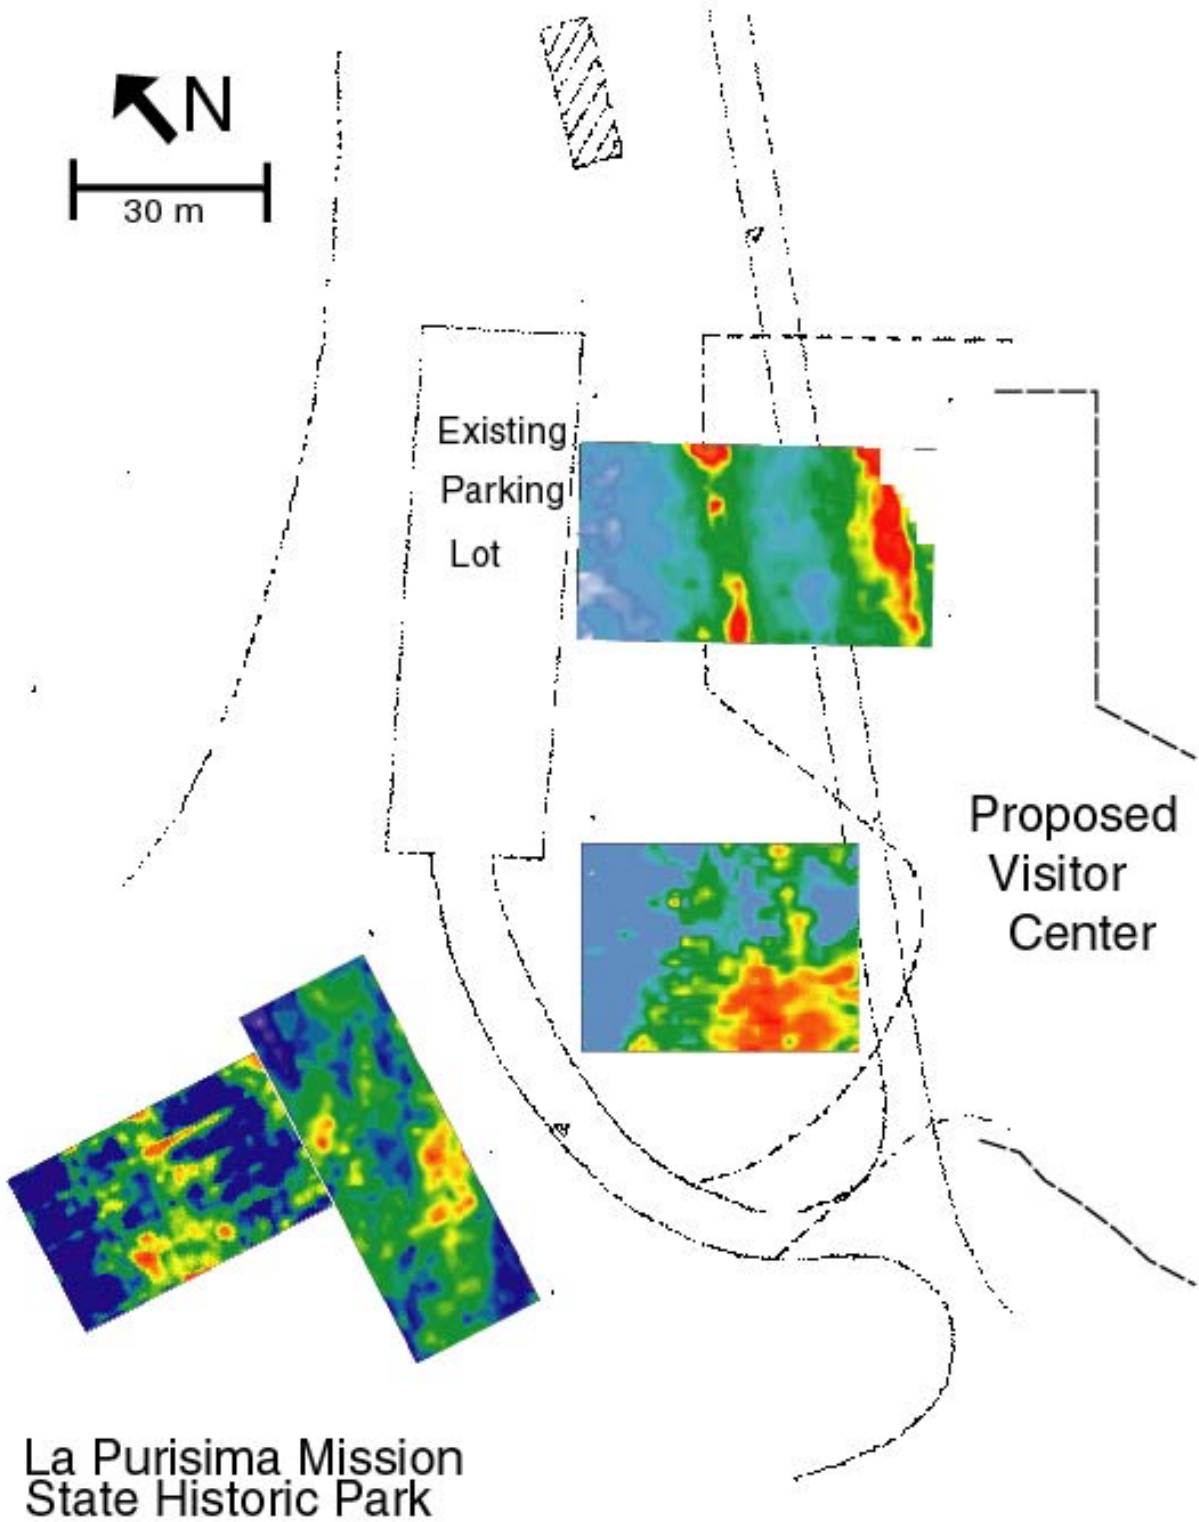 N
30 m
Existing
Parking
Lot
Proposed
Visitor
Center
La Purisima Mission
State Historic Park